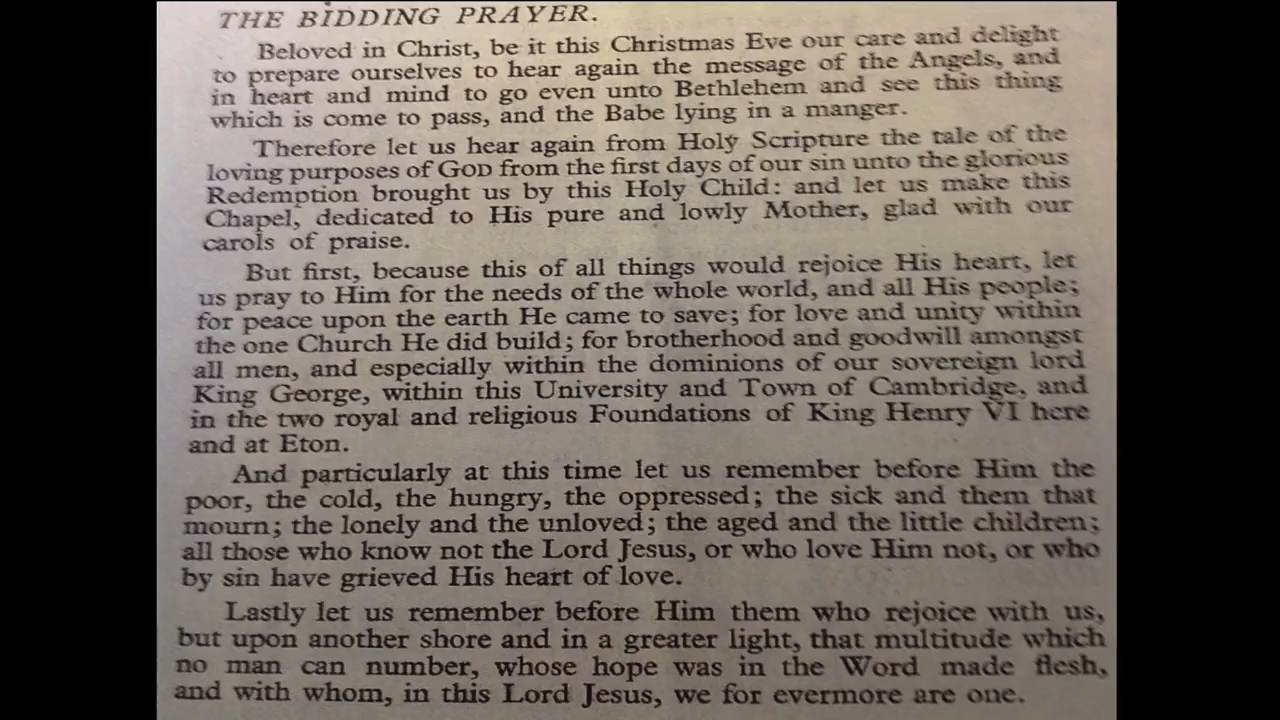 THE BIDDING PRAYER.
Beloved in Christ, be it this Christmas Eve our care and delight
to prepare ourselves to hear again the message of the Angels, and
in heart and mind to go even unto Bethlehem and see this thing
which is come to pass, and the Babe lying in a manger.
Therefore let us hear again from Holy Scripture the tale of the
loving purposes of GOD from the first days of our sin unto the glorious
Redemption brought us by this Holy Child: and let us make this
Chapel, dedicated to His pure and lowly Mother, glad with our
carols of praise.
But first, because this of all things would rejoice His heart, let
us pray to Him for the needs of the whole world, and all His people;
for peace upon the earth He came to save; for love and unity within
the one Church He did build; for brotherhood and goodwill amongst
all men, and especially within the dominions of our sovereign lord
King George, within this University and Town of Cambridge, and
in the two royal and religious Foundations of King Henry VI here
and at Eton.
And particularly at this time let us remember before Him the
poor, the cold, the hungry, the oppressed; the sick and them that
mourn; the lonely and the unloved; the aged and the little children;
all those who know not the Lord Jesus, or who love Him not, or who
by sin have grieved His heart of love.
Lastly let us remember before Him them who rejoice with us,
but upon another shore and in a greater light, that multitude which
no man can number, whose hope was in the Word made flesh,
and with whom, in this Lord Jesus, we for evermore are one.